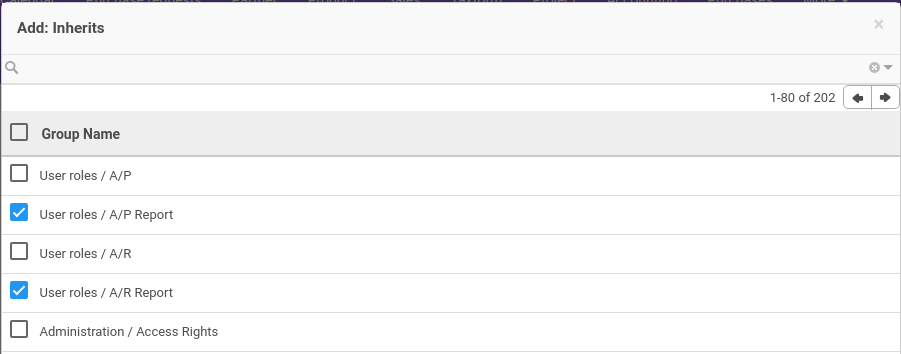 Add: Inherits
×
1-80 of 202
Group Name
User roles / A/P
User roles / A/P Report
User roles / A/R
User roles / A/R Report
Administration / Access Rights